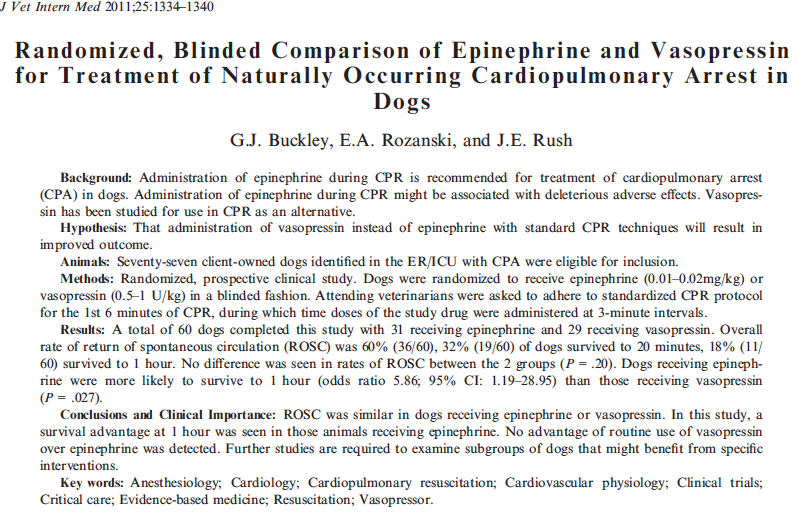 J Vet Intern Med 2011;25:1334–1340
Randomized, Blinded Comparison of Epinephrine and Vasopressin
for Treatment of Naturally Occurring Cardiopulmonary Arrest in
Dogs
G.J. Buckley, E.A. Rozanski, and J.E. Rush
Background: Administration of epinephrine during CPR is recommended for treatment of cardiopulmonary arrest
(CPA) in dogs. Administration of epinephrine during CPR might be associated with deleterious adverse effects. Vasopres-
sin has been studied for use in CPR as an alternative.
Hypothesis: That administration of vasopressin instead of epinephrine with standard CPR techniques will result in
improved outcome.
Animals: Seventy-seven client-owned dogs identified in the ER/ICU with CPA were eligible for inclusion.
Methods: Randomized, prospective clinical study. Dogs were randomized to receive epinephrine (0.01–0.02mg/kg) or
vasopressin (0.5–1 U/kg) in a blinded fashion. Attending veterinarians were asked to adhere to standardized CPR protocol
for the 1st 6 minutes of CPR, during which time doses of the study drug were administered at 3-minute intervals.
Results: A total of 60 dogs completed this study with 31 receiving epinephrine and 29 receiving vasopressin. Overall
rate of return of spontaneous circulation (ROSC) was 60% (36/60), 32% (19/60) of dogs survived to 20 minutes, 18% (11/
60) survived to 1 hour. No difference was seen in rates of ROSC between the 2 groups (P = .20). Dogs receiving epineph-
rine were more likely to survive to 1 hour (odds ratio 5.86; 95% CI: 1.19–28.95) than those receiving vasopressin
(P = .027).
Conclusions and Clinical Importance: ROSC was similar in dogs receiving epinephrine or vasopressin. In this study, a
survival advantage at 1 hour was seen in those animals receiving epinephrine. No advantage of routine use of vasopressin
over epinephrine was detected. Further studies are required to examine subgroups of dogs that might benefit from specific
interventions.
Key words: Anesthesiology; Cardiology; Cardiopulmonary resuscitation; Cardiovascular physiology; Clinical trials;
Critical care; Evidence-based medicine; Resuscitation; Vasopressor.